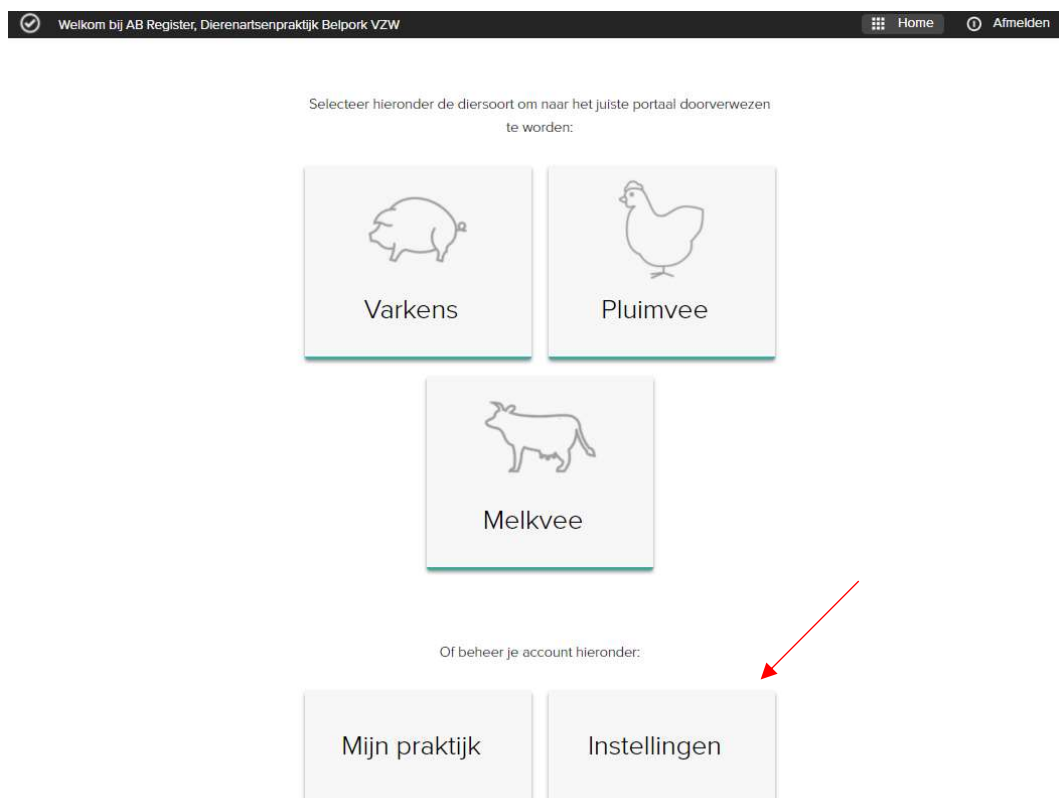 Welkom bij AB Register, Dierenartsenpraktijk Belpork VZW
Home
Afmelden
Selecteer hieronder de diersoort om naar het juiste portaal doorverwezen
te worden:
Varkens
Pluimvee
Melkvee
Of beheer je account hieronder:
Mijn praktijk
Instellingen